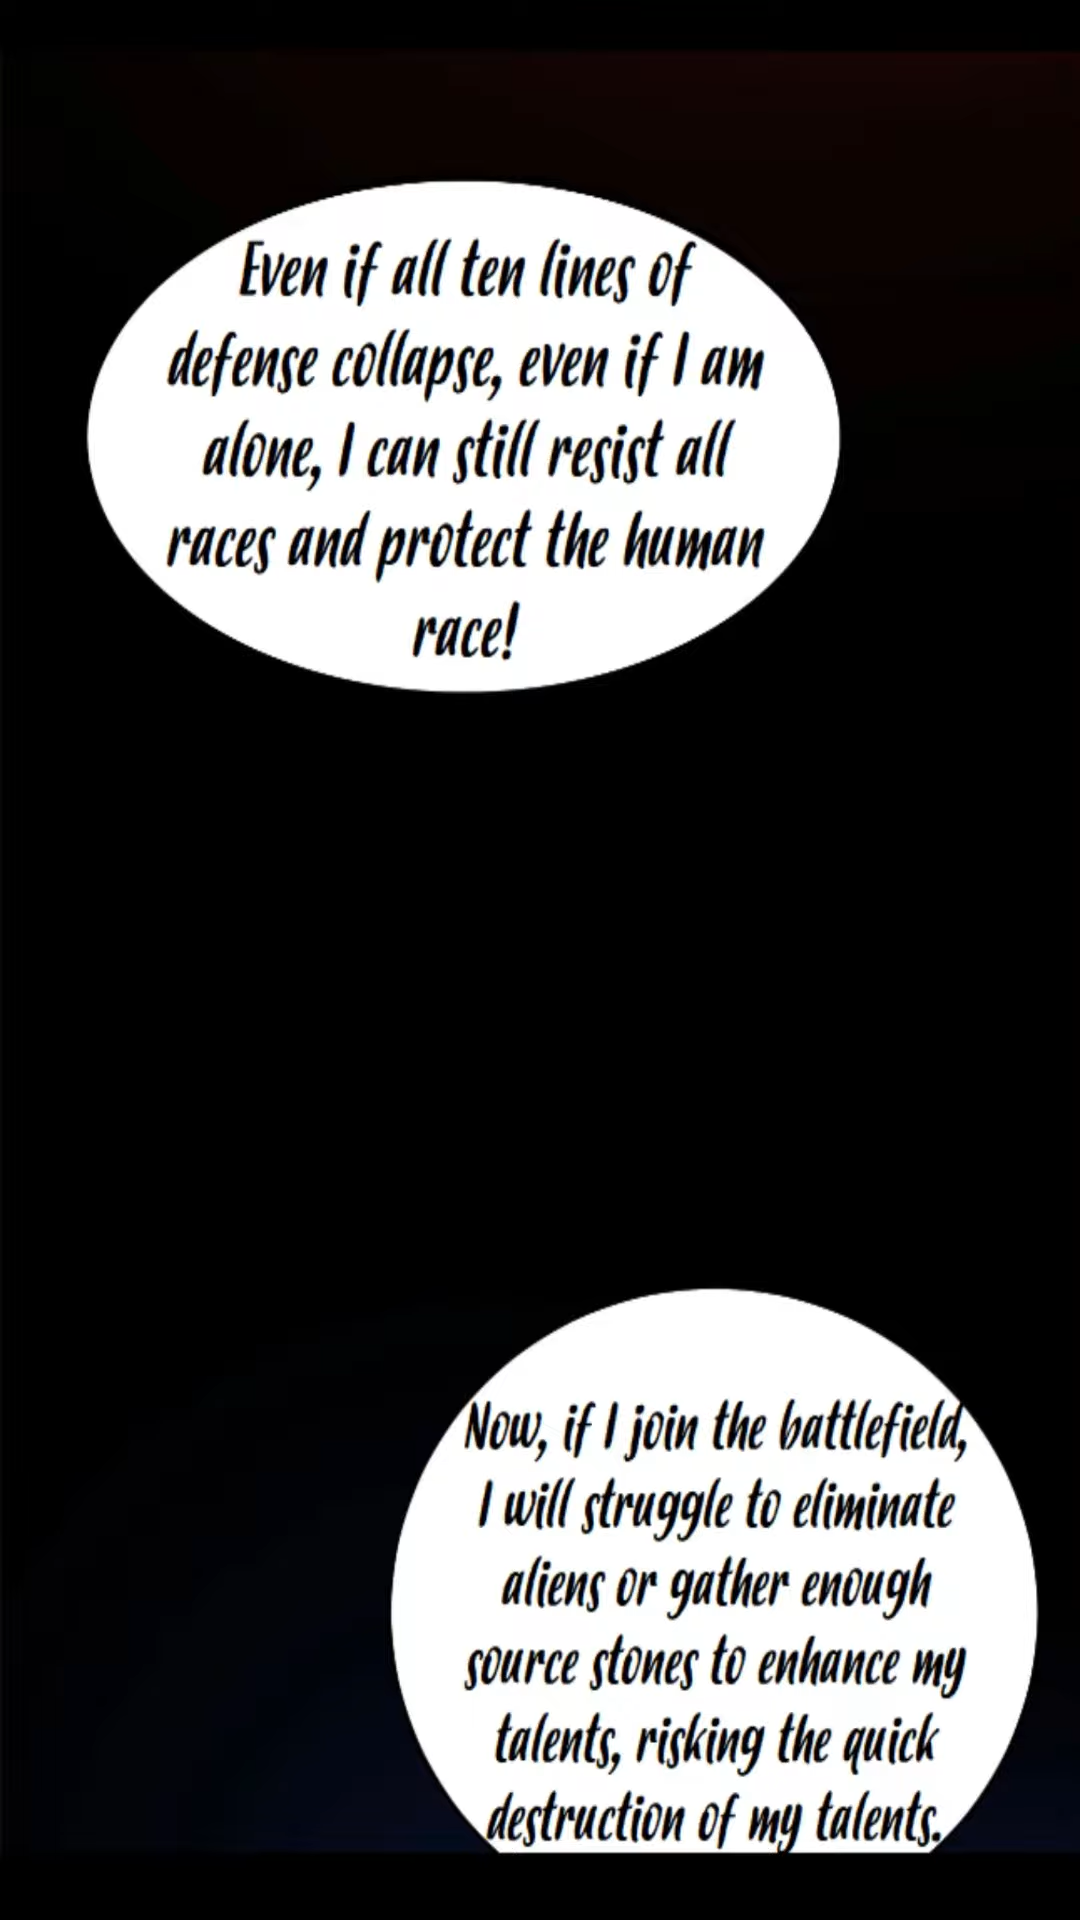 Even if all ten lines of
defense collapse, even if I am
alone, I can still resist all
races and protect the human
race!
Now, if I join the battlefield,
I will struggle to eliminate
aliens or gather enough
source stones to enhance my
talents, risking the quick
destruction of my talents.